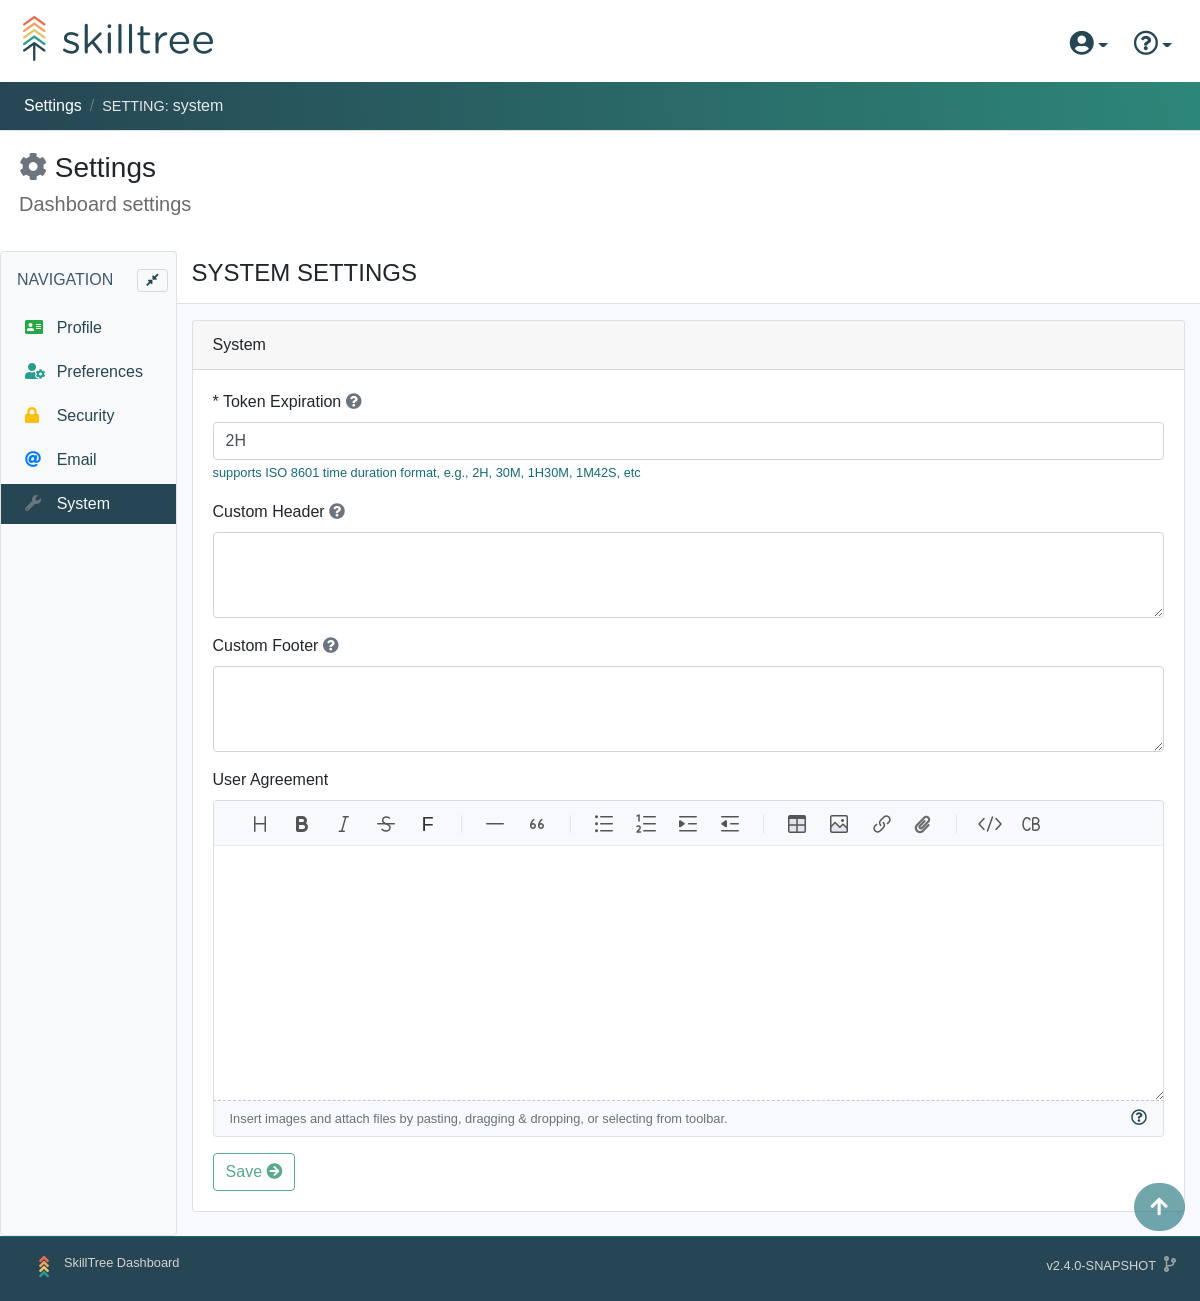 skilltree
Settings / SETTING: system
Settings
Dashboard settings
NAVIGATION
Profile
Preferences
Security
Email
System
SYSTEM SETTINGS
System
* Token Expiration
2H
supports ISO 8601 time duration format, e.g., 2H, 30M, 1H30M, 1M42S, etc
Custom Header
Custom Footer
User Agreement
H B I S F “ CB
Insert images and attach files by pasting, dragging & dropping, or selecting from toolbar.
Save
SkillTree Dashboard
v2.4.0-SNAPSHOT